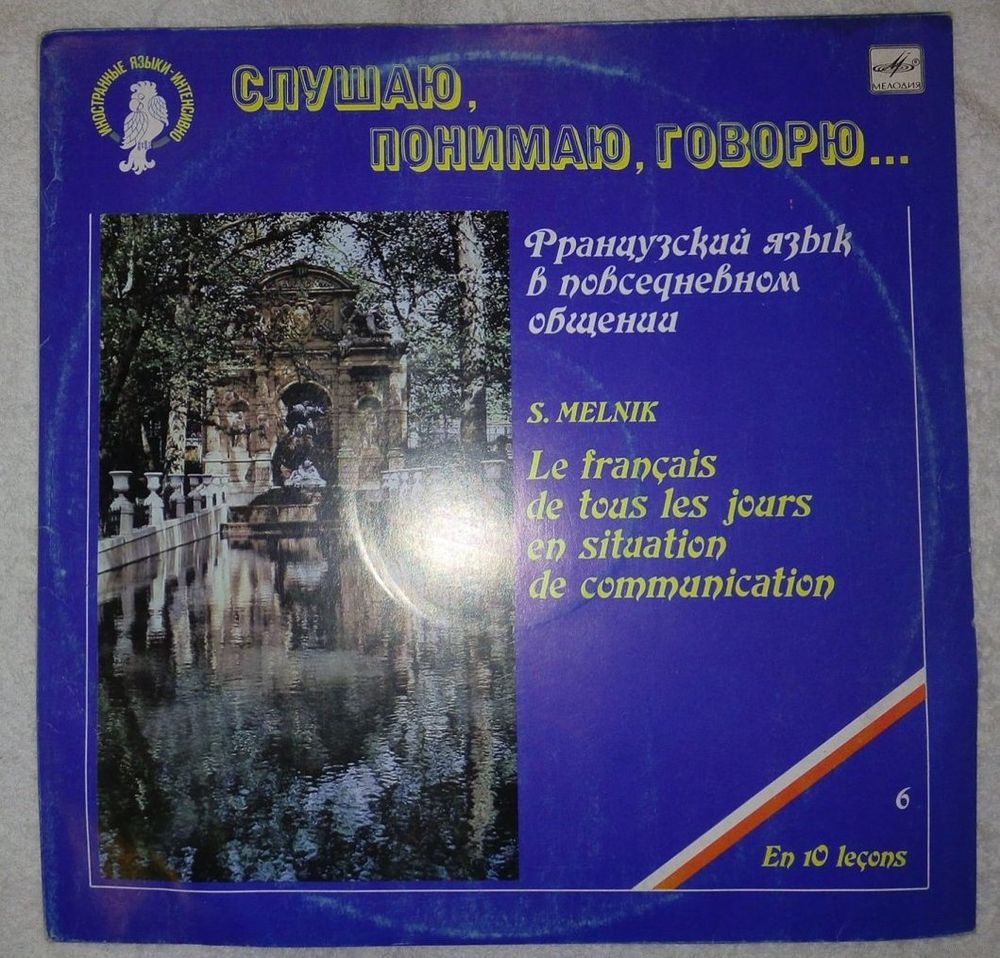 ИНОСТРАННЫЕ ЯЗЫКИ-ИНТЕНСИВНО
СЛУШАЮ,
ПОНИМАЮ, ГОВОРЮ...
МЕЛОДИЯ
Французский язык
в повседневном
общении
S. MELNIK
Le français
de tous les jours
en situation
de communication
6
En 10 leçons